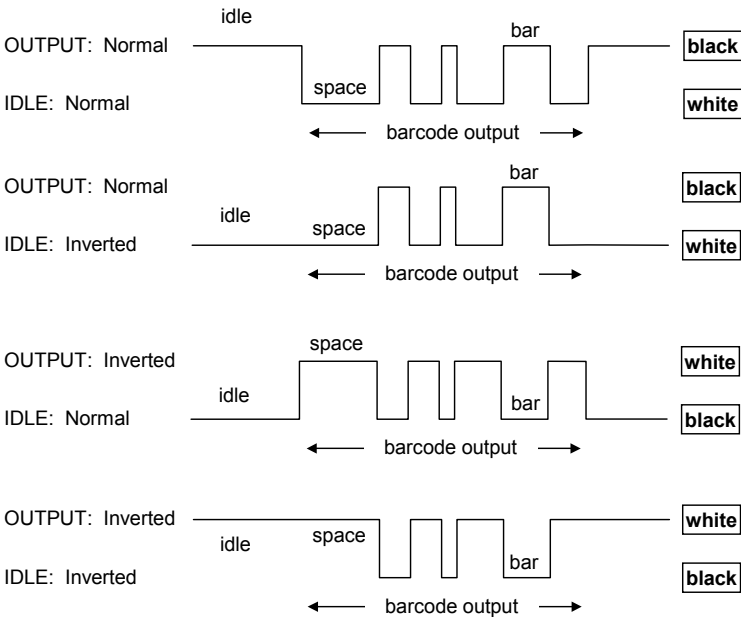 idle
OUTPUT: Normal
bar
black
space
IDLE: Normal
white
barcode output
bar
OUTPUT: Normal
black
idle
space
IDLE: Inverted
white
barcode output
space
OUTPUT: Inverted
white
idle
bar
IDLE: Normal
black
barcode output
OUTPUT: Inverted
white
idle
space
bar
IDLE: Inverted
black
barcode output